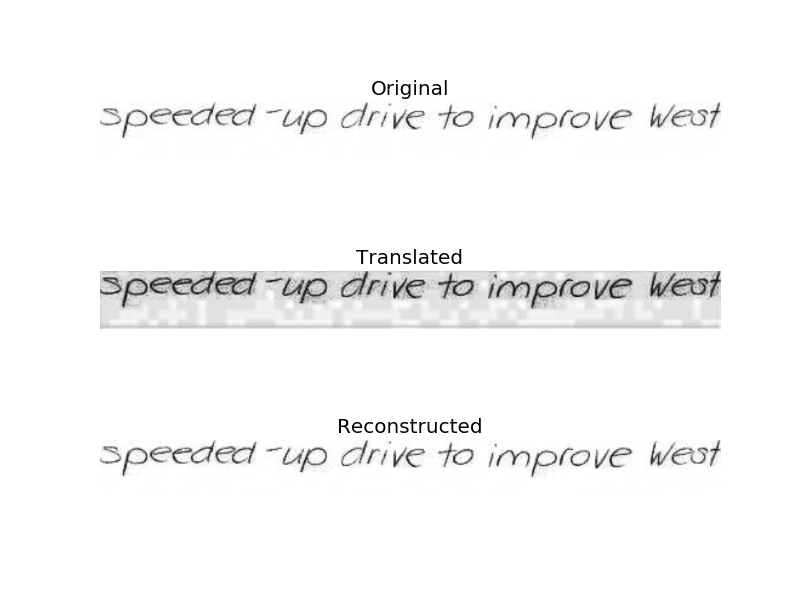 Original
speeded -up drive to improve West
Translated
speeded -up drive to improve West
Reconstructed
speeded -up drive to improve West